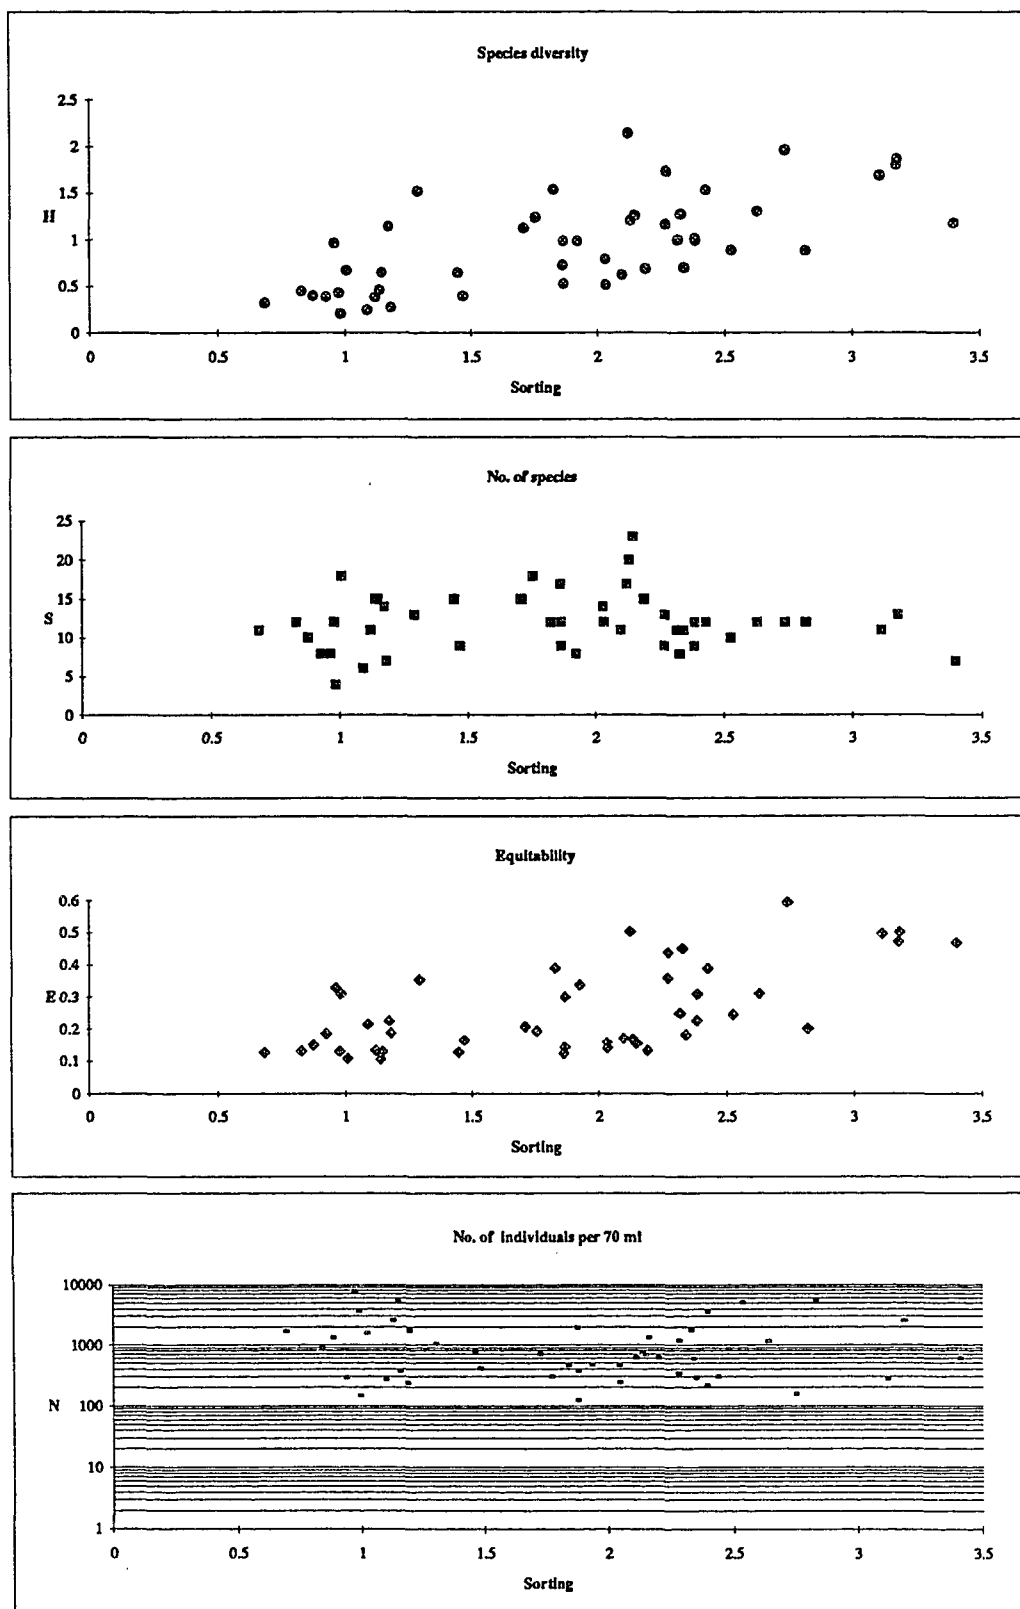 Species diversity
2.5
2
1.5
H
1
0.5
0
0 0.5 1 1.5 2 2.5 3 3.5
Sorting
No. of species
25
20
15
S
10
5
0
0 0.5 1 1.5 2 2.5 3 3.5
Sorting
Equitability
0.6
0.5
0.4
E 0.3
0.2
0.1
0
0 0.5 1 1.5 2 2.5 3 3.5
Sorting
No. of individuals per 70 ml
10000
1000
N 100
10
1
0 0.5 1 1.5 2 2.5 3 3.5
Sorting